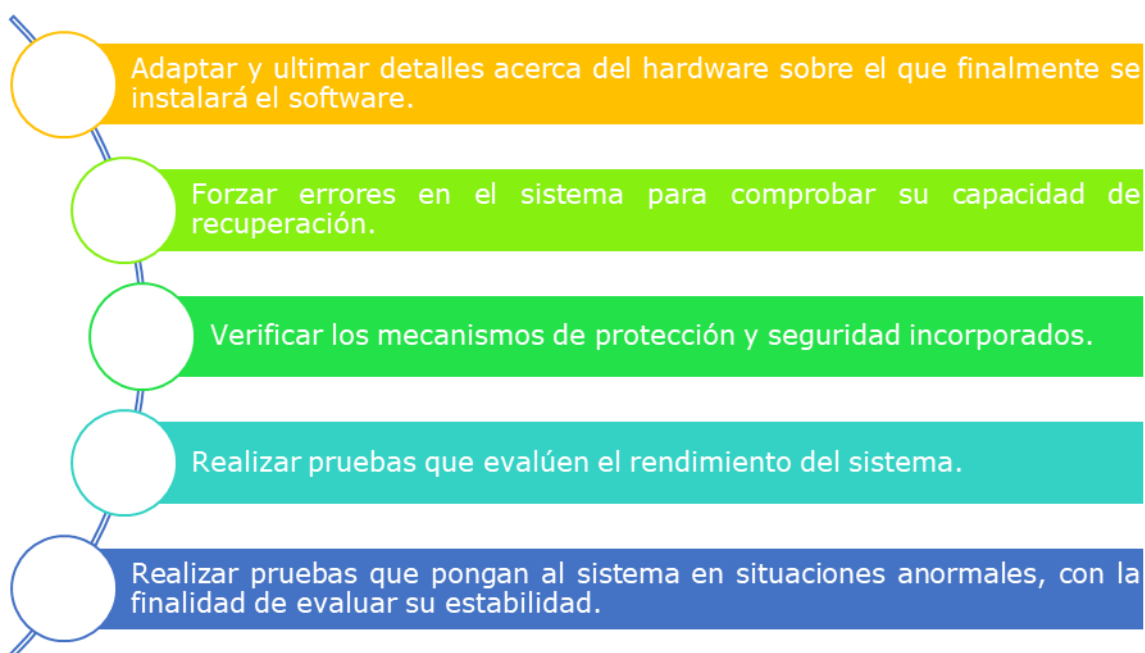 Adaptar y ultimar detalles acerca del hardware sobre el que finalmente se
instalará el software.
Forzar errores en el sistema para comprobar su capacidad de
recuperación.
Verificar los mecanismos de protección y seguridad incorporados.
Realizar pruebas que evalúen el rendimiento del sistema.
Realizar pruebas que pongan al sistema en situaciones anormales, con la
finalidad de evaluar su estabilidad.